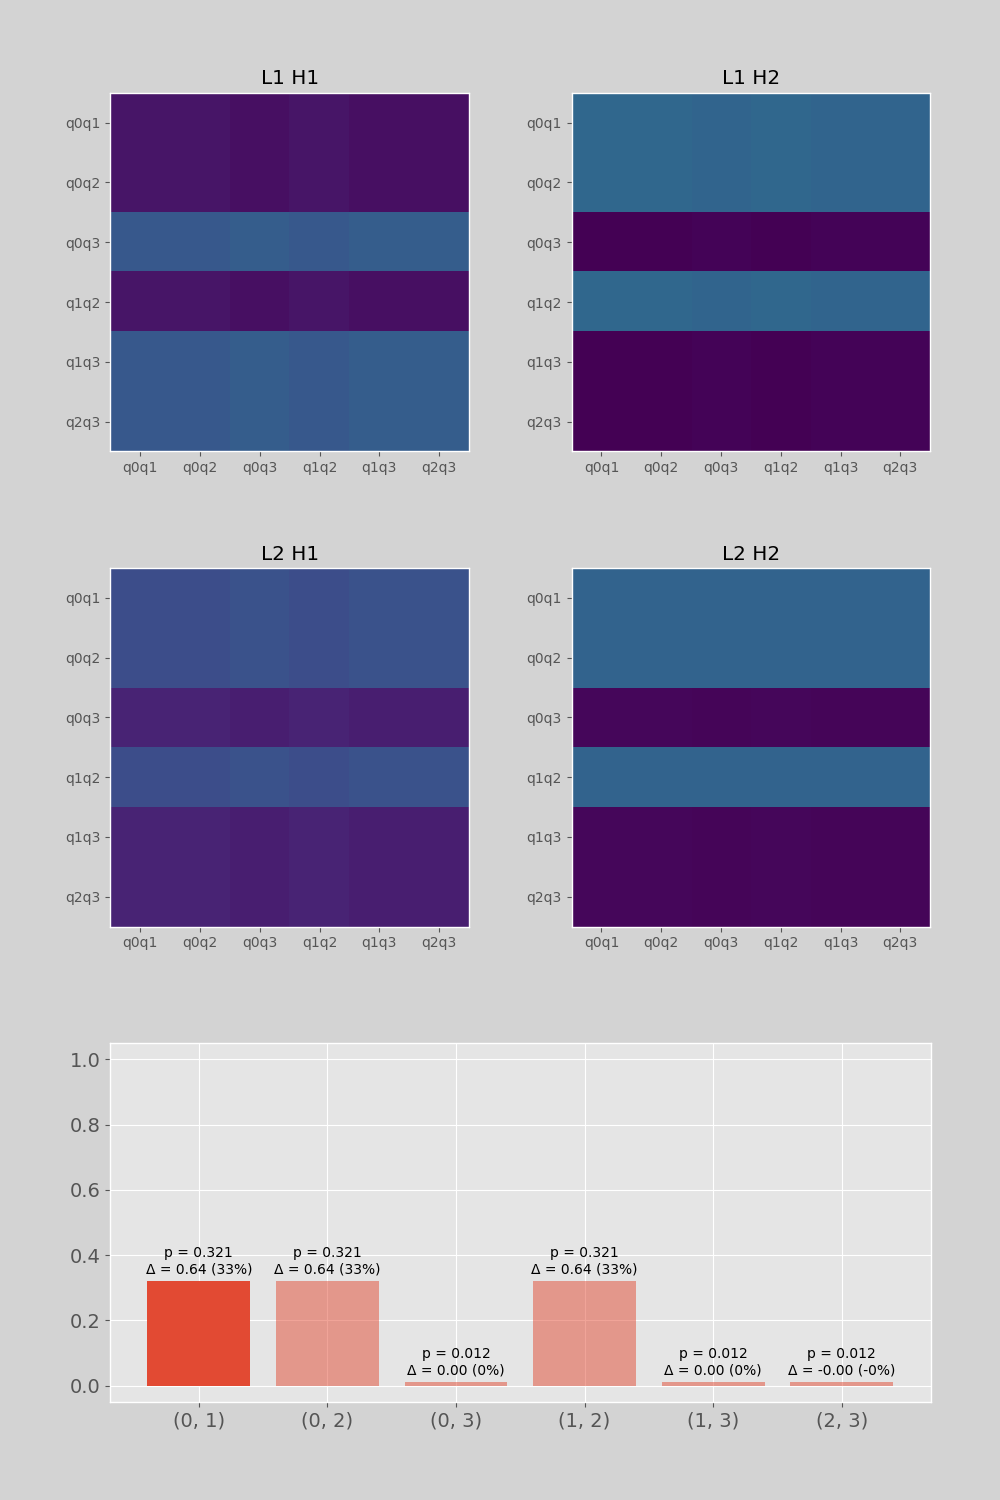 L1 H1
q0q1
q0q2
q0q3
q1q2
q1q3
q2q3
q0q1 q0q2 q0q3 q1q2 q1q3 q2q3
L1 H2
q0q1
q0q2
q0q3
q1q2
q1q3
q2q3
q0q1 q0q2 q0q3 q1q2 q1q3 q2q3
L2 H1
q0q1
q0q2
q0q3
q1q2
q1q3
q2q3
q0q1 q0q2 q0q3 q1q2 q1q3 q2q3
L2 H2
q0q1
q0q2
q0q3
q1q2
q1q3
q2q3
q0q1 q0q2 q0q3 q1q2 q1q3 q2q3
1.0
0.8
0.6
0.4
0.2
0.0
p = 0.321
Δ = 0.64 (33%)
p = 0.321
Δ = 0.64 (33%)
p = 0.012
Δ = 0.00 (0%)
p = 0.321
Δ = 0.64 (33%)
p = 0.012
Δ = 0.00 (0%)
p = 0.012
Δ = -0.00 (-0%)
(0, 1) (0, 2) (0, 3) (1, 2) (1, 3) (2, 3)